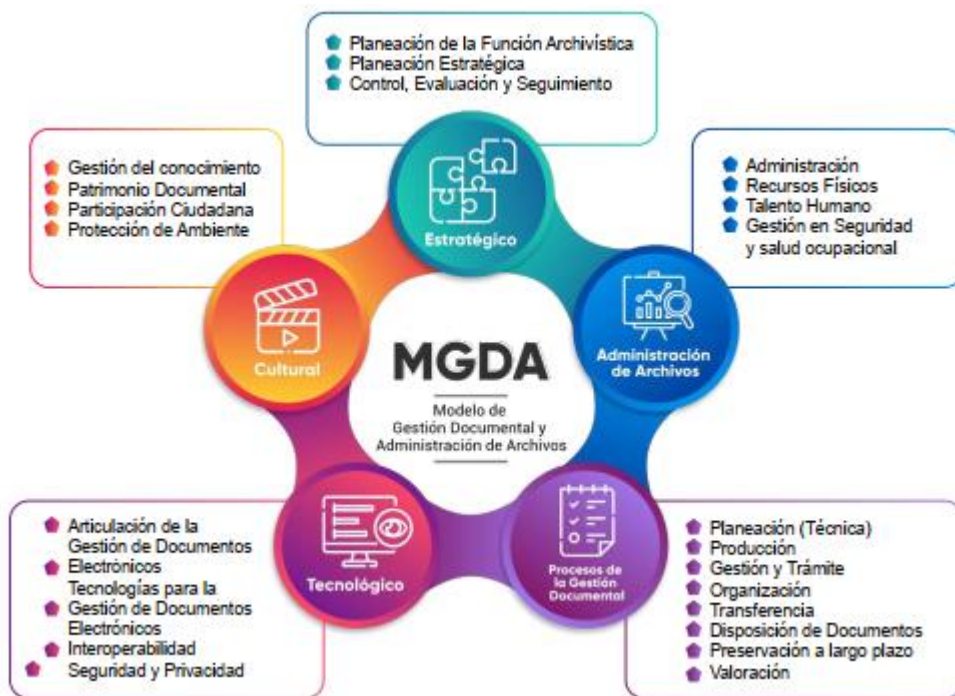 Planeación de la Función Archivística
Planeación Estratégica
Control, Evaluación y Seguimiento
Estratégico
Gestión del conocimiento
Patrimonio Documental
Participación Ciudadana
Protección de Ambiente
Cultural
Administración
Recursos Físicos
Talento Humano
Gestión en Seguridad
y salud ocupacional
Administración
de Archivos
MGDA
Modelo de
Gestión Documental y
Administración de Archivos
Articulación de la
Gestión de Documentos
Electrónicos
Tecnologías para la
Gestión de Documentos
Electrónicos
Interoperabilidad
Seguridad y Privacidad
Tecnológico
Procesos de
la Gestión
Documental
Planeación (Técnica)
Producción
Gestión y Trámite
Organización
Transferencia
Disposición de Documentos
Preservación a largo plazo
Valoración